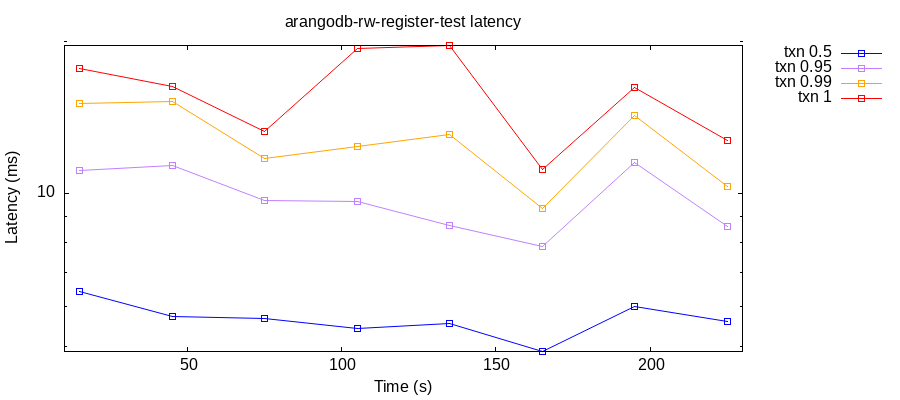 arangodb-rw-register-test latency
txn 0.5
txn 0.95
txn 0.99
txn 1
Latency (ms)
10
50
100
150
200
Time (s)